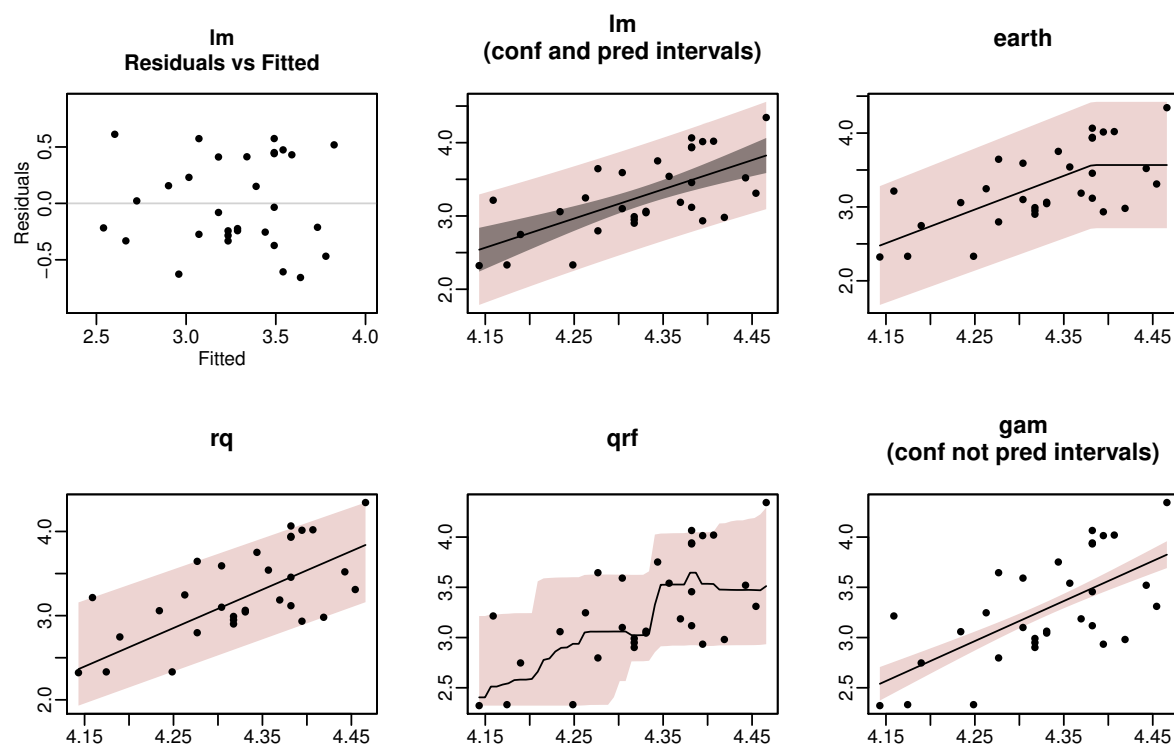 lm
Residuals vs Fitted
Residuals
−0.5 0.0 0.5
2.5 3.0 3.5 4.0
Fitted
lm
(conf and pred intervals)
2.0 3.0 4.0
4.15 4.25 4.35 4.45
earth
2.0 3.0 4.0
4.15 4.25 4.35 4.45
rq
2.0 3.0 4.0
4.15 4.25 4.35 4.45
qrf
2.5 3.0 3.5 4.0
4.15 4.25 4.35 4.45
gam
(conf not pred intervals)
2.5 3.0 3.5 4.0
4.15 4.25 4.35 4.45